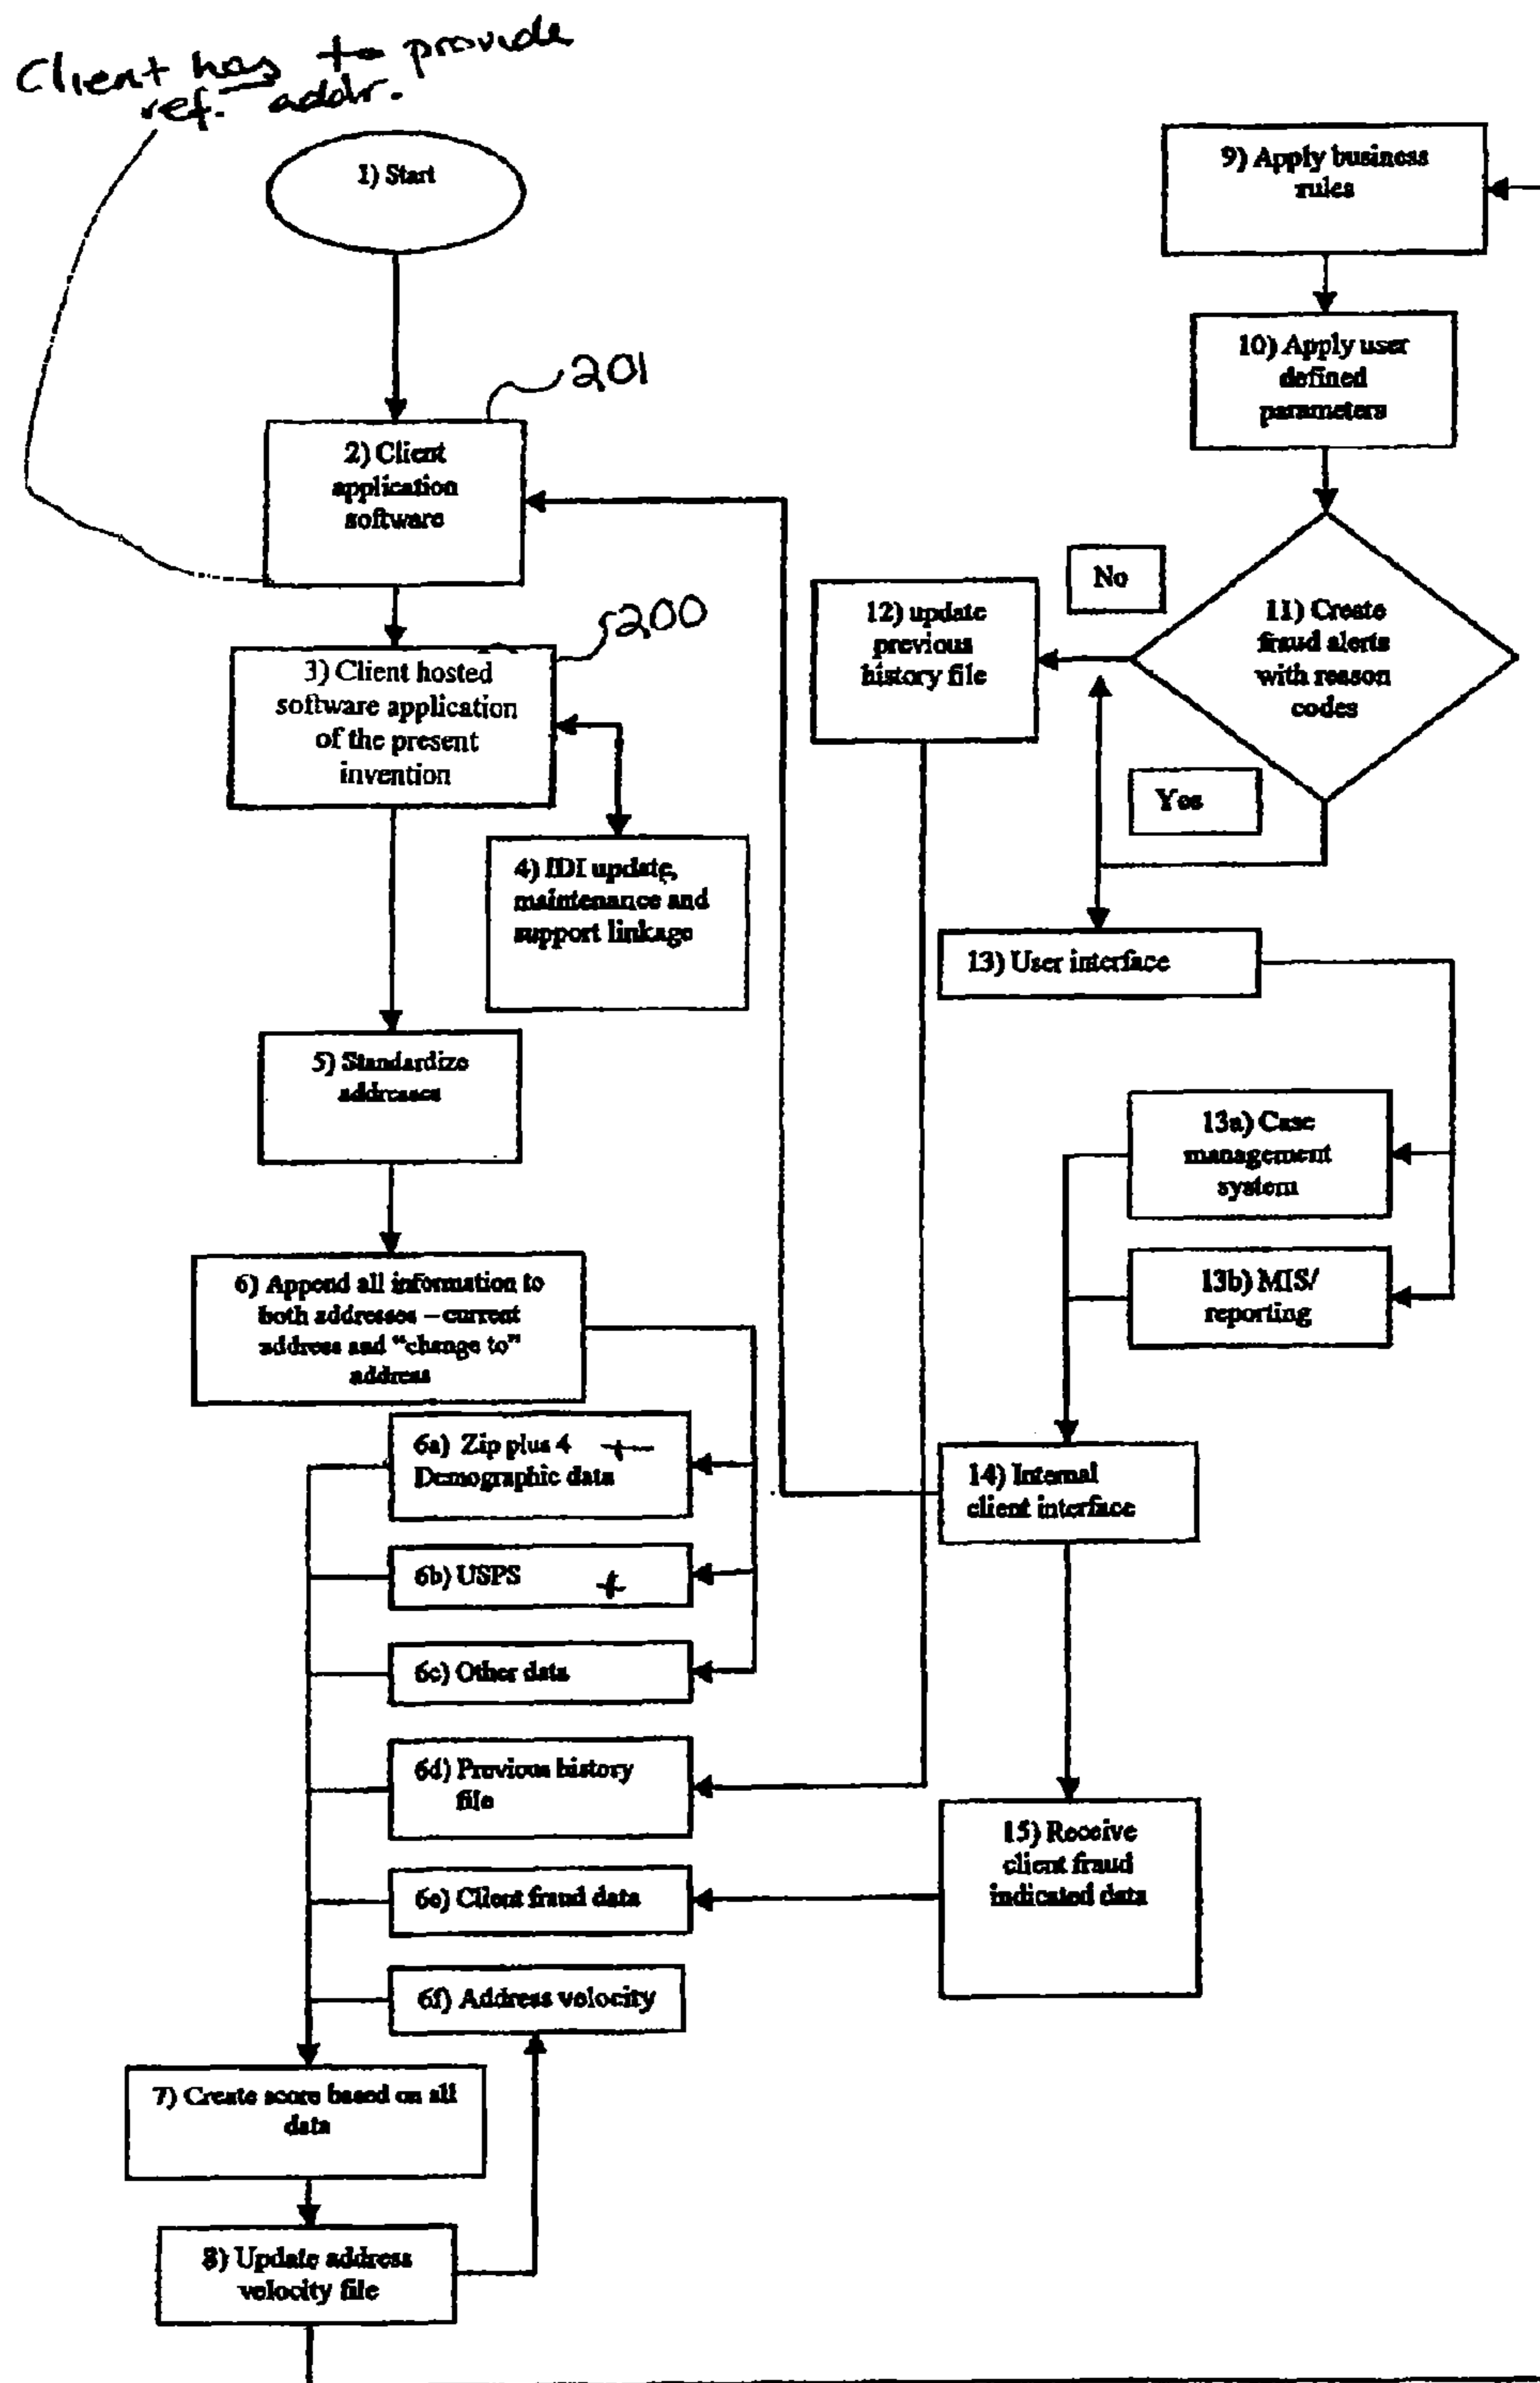 Client has to provide
ref. addr.
1) Start
201
2) Client
application
software
200
3) Client hosted
software application
of the present
invention
4) IDI update,
maintenance and
support linkage
5) Standardize
addresses
6) Append all information to
both addresses – current
address and “change to”
address
6a) Zip plus 4 +
Demographic data
6b) USPS +
6c) Other data
6d) Previous history
file
6e) Client fraud data
6f) Address velocity
7) Create score based on all
data
8) Update address
velocity file
9) Apply business
rules
10) Apply user
defined
parameters
11) Create
fraud alerts
with reason
codes
No
Yes
12) update
previous
history file
13) User interface
13a) Case
management
system
13b) MIS/
reporting
14) Internal
client interface
15) Receive
client fraud
indicated data